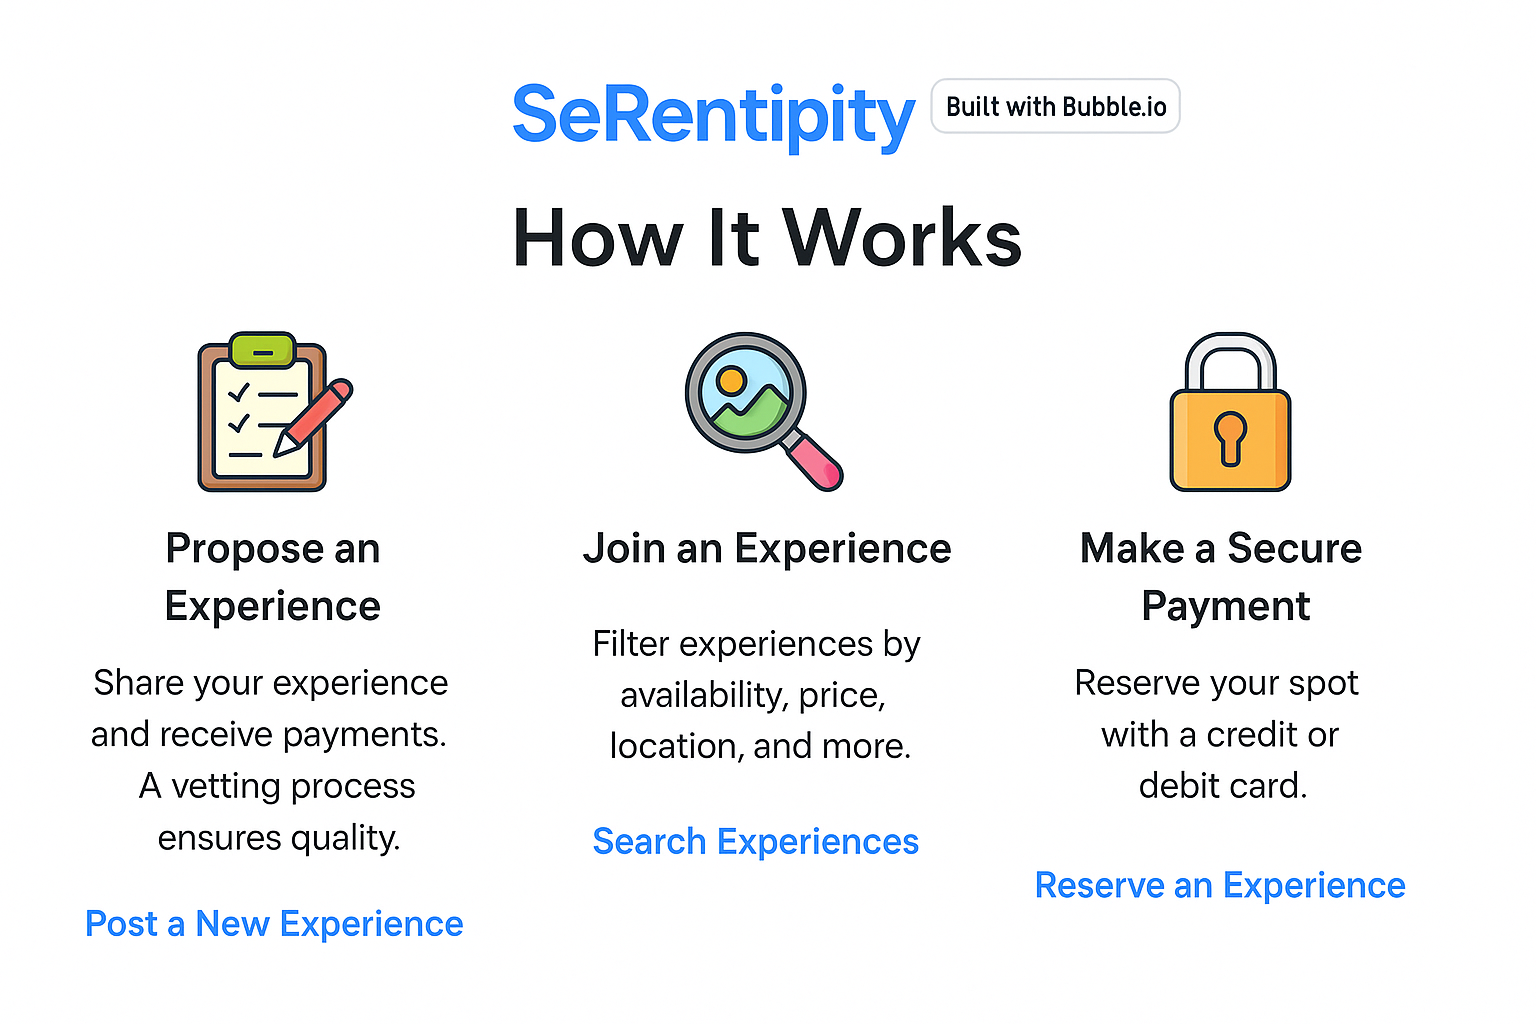 SeRentipity
Built with Bubble.io
How It Works
Propose an
Experience
Share your experience
and receive payments.
A vetting process
ensures quality.
Post a New Experience
Join an Experience
Filter experiences by
availability, price,
location, and more.
Search Experiences
Make a Secure
Payment
Reserve your spot
with a credit or
debit card.
Reserve an Experience